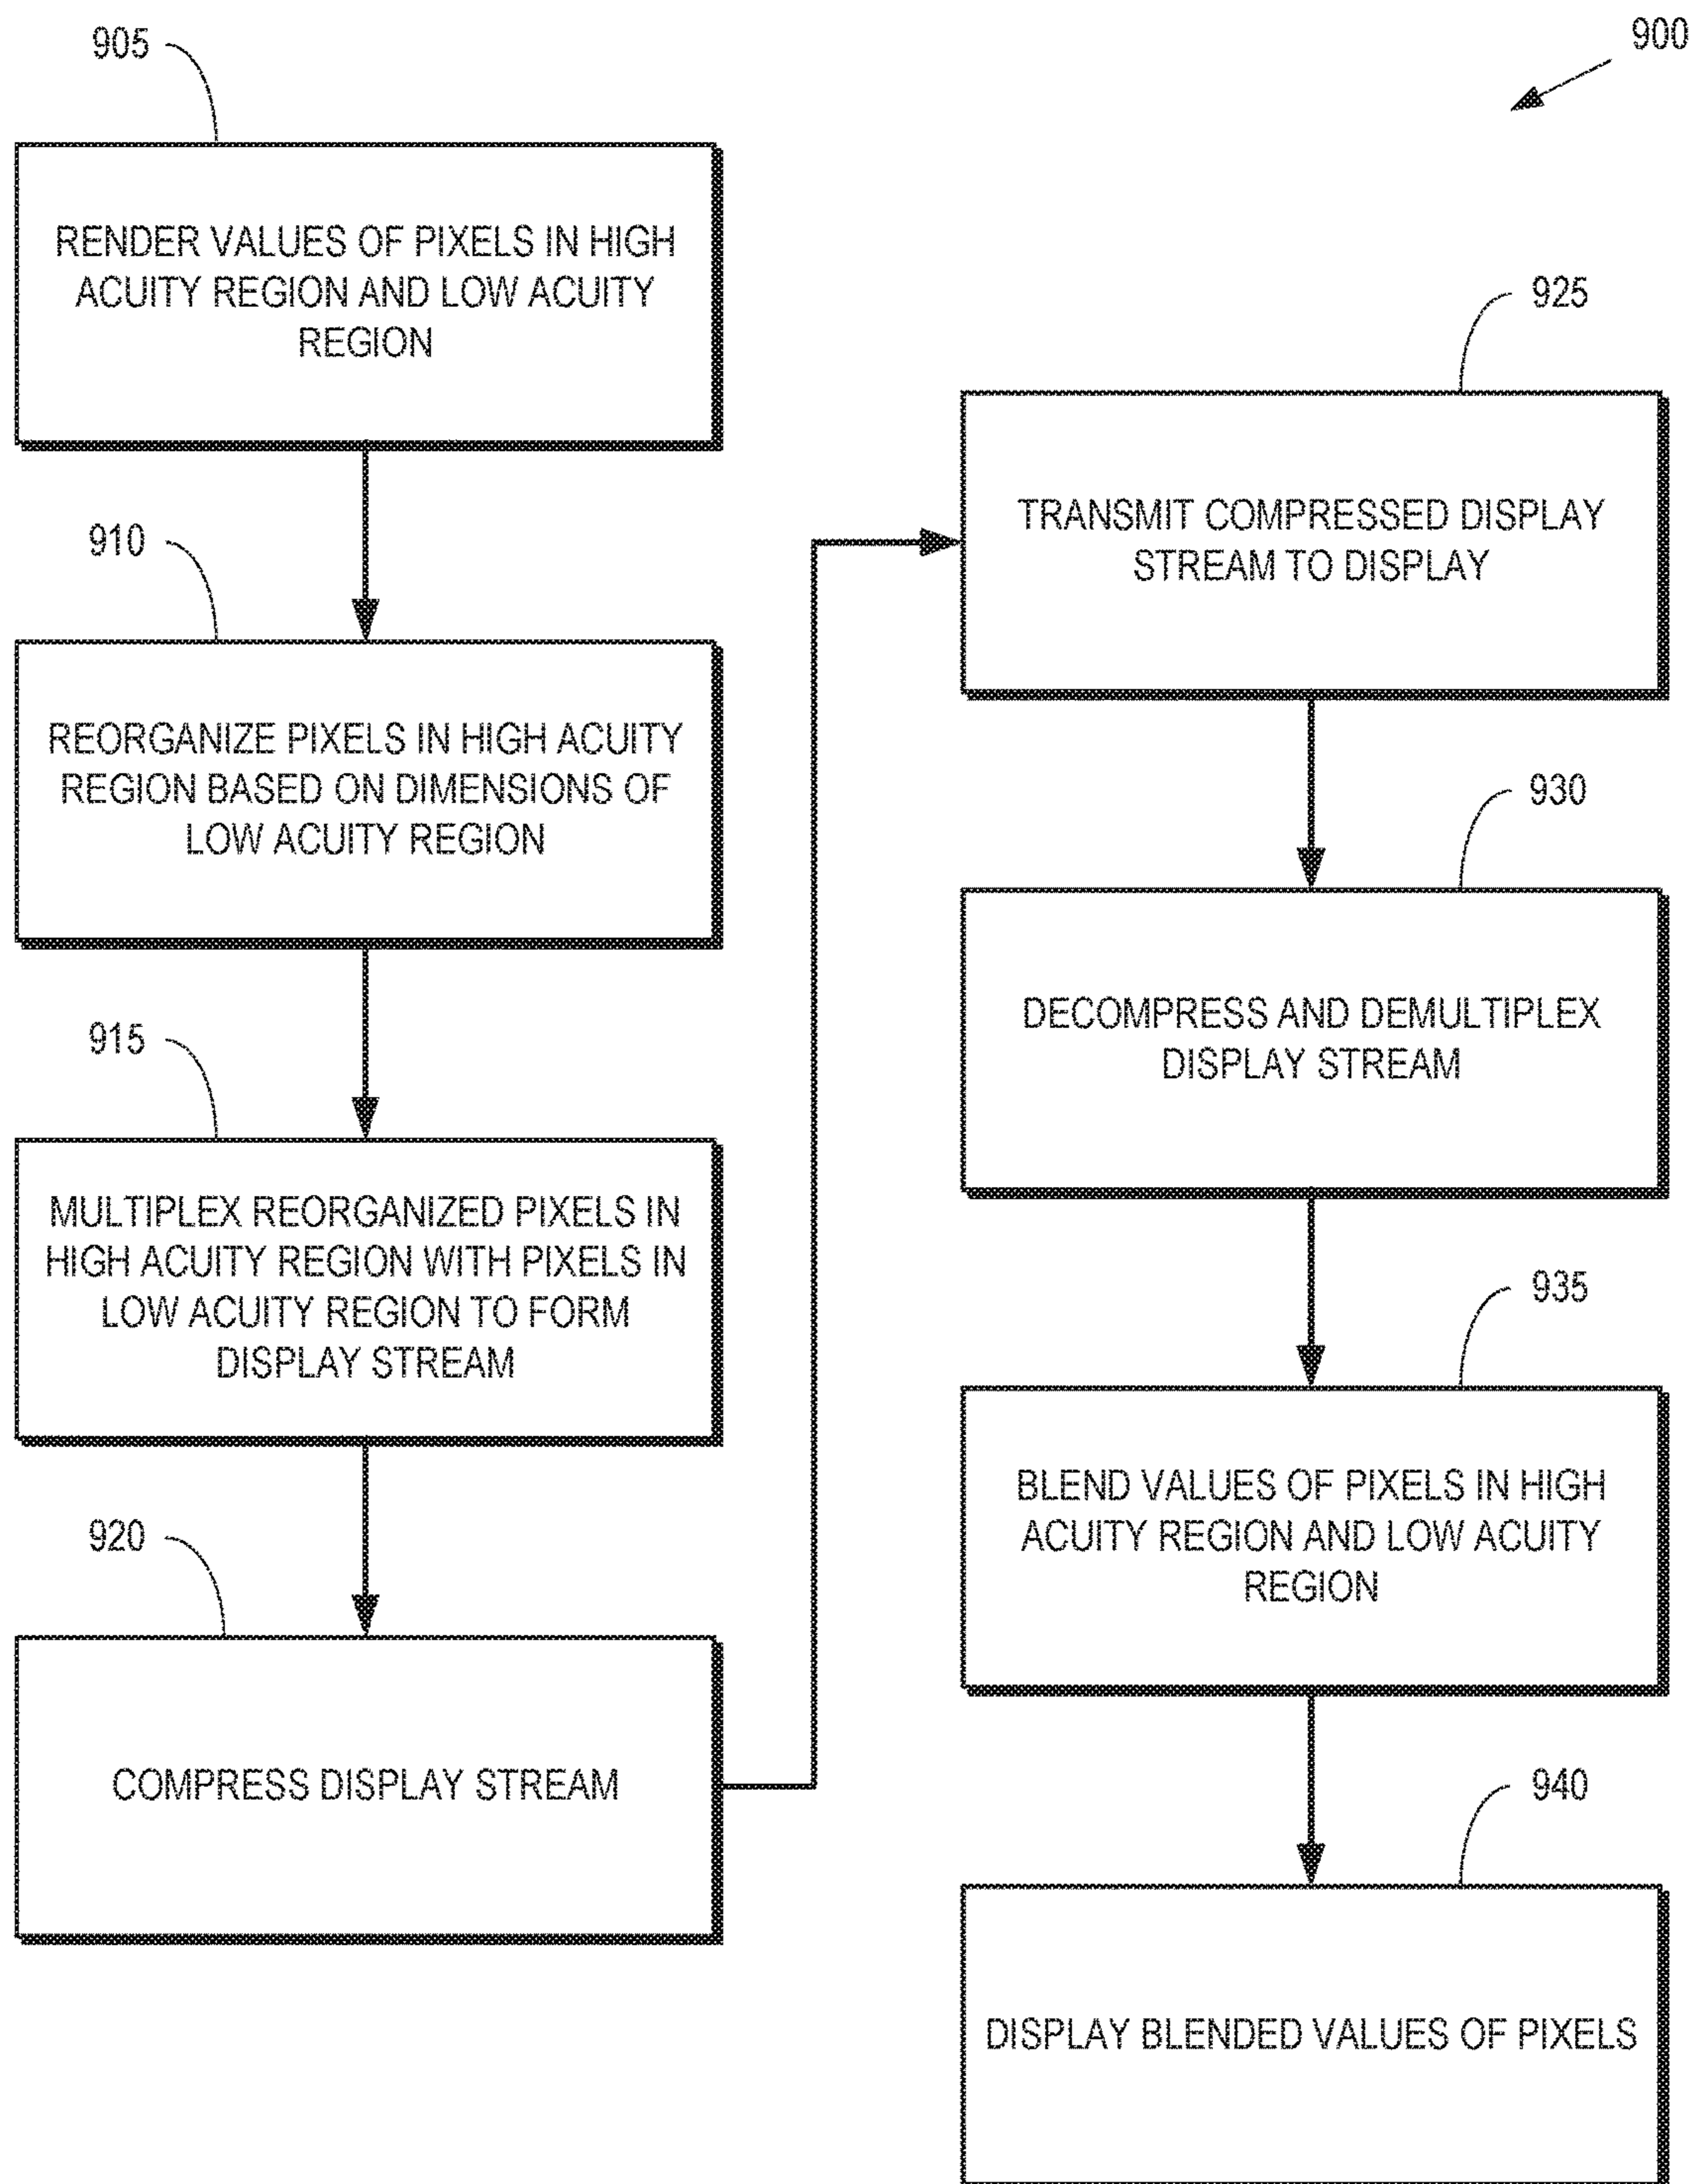 900
905
RENDER VALUES OF PIXELS IN HIGH
ACUITY REGION AND LOW ACUITY
REGION
910
REORGANIZE PIXELS IN HIGH ACUITY
REGION BASED ON DIMENSIONS OF
LOW ACUITY REGION
915
MULTIPLEX REORGANIZED PIXELS IN
HIGH ACUITY REGION WITH PIXELS IN
LOW ACUITY REGION TO FORM
DISPLAY STREAM
920
COMPRESS DISPLAY STREAM
925
TRANSMIT COMPRESSED DISPLAY
STREAM TO DISPLAY
930
DECOMPRESS AND DEMULTIPLEX
DISPLAY STREAM
935
BLEND VALUES OF PIXELS IN HIGH
ACUITY REGION AND LOW ACUITY
REGION
940
DISPLAY BLENDED VALUES OF PIXELS